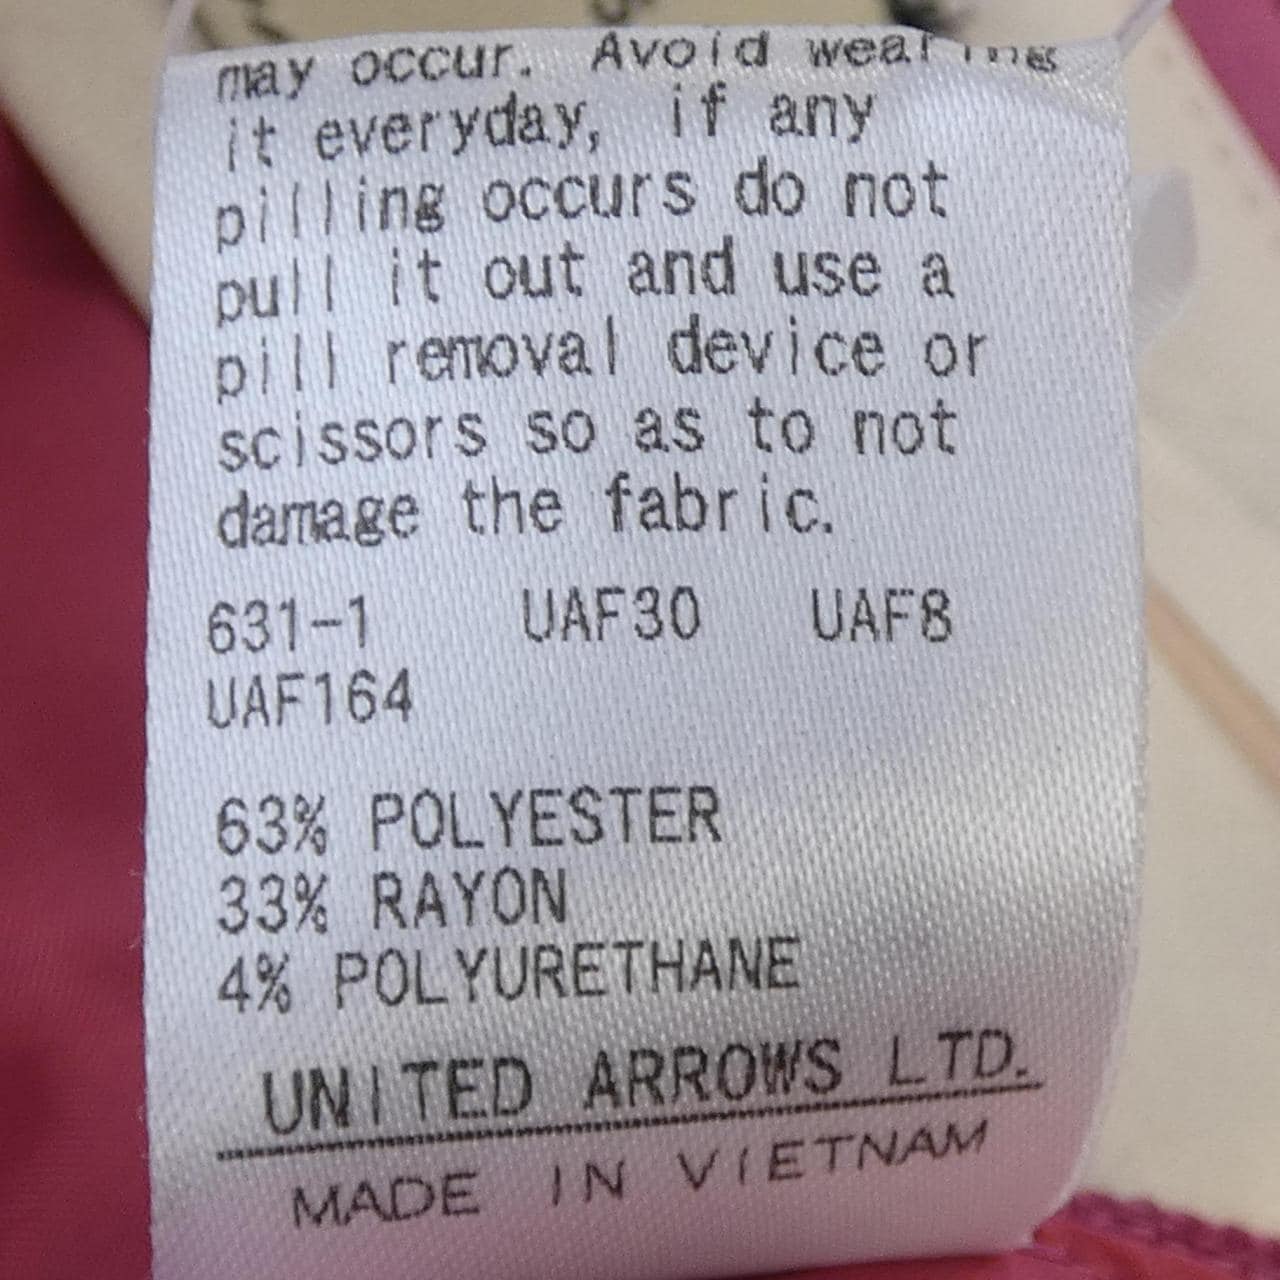 may occur. Avoid wearing
it everyday, if any
pilling occurs do not
pull it out and use a
pill removal device or
scissors so as to not
damage the fabric.
631-1 UAF30 UAF8
UAF164
63% POLYESTER
33% RAYON
4% POLYURETHANE
UNITED ARROWS LTD.
MADE IN VIETNAM